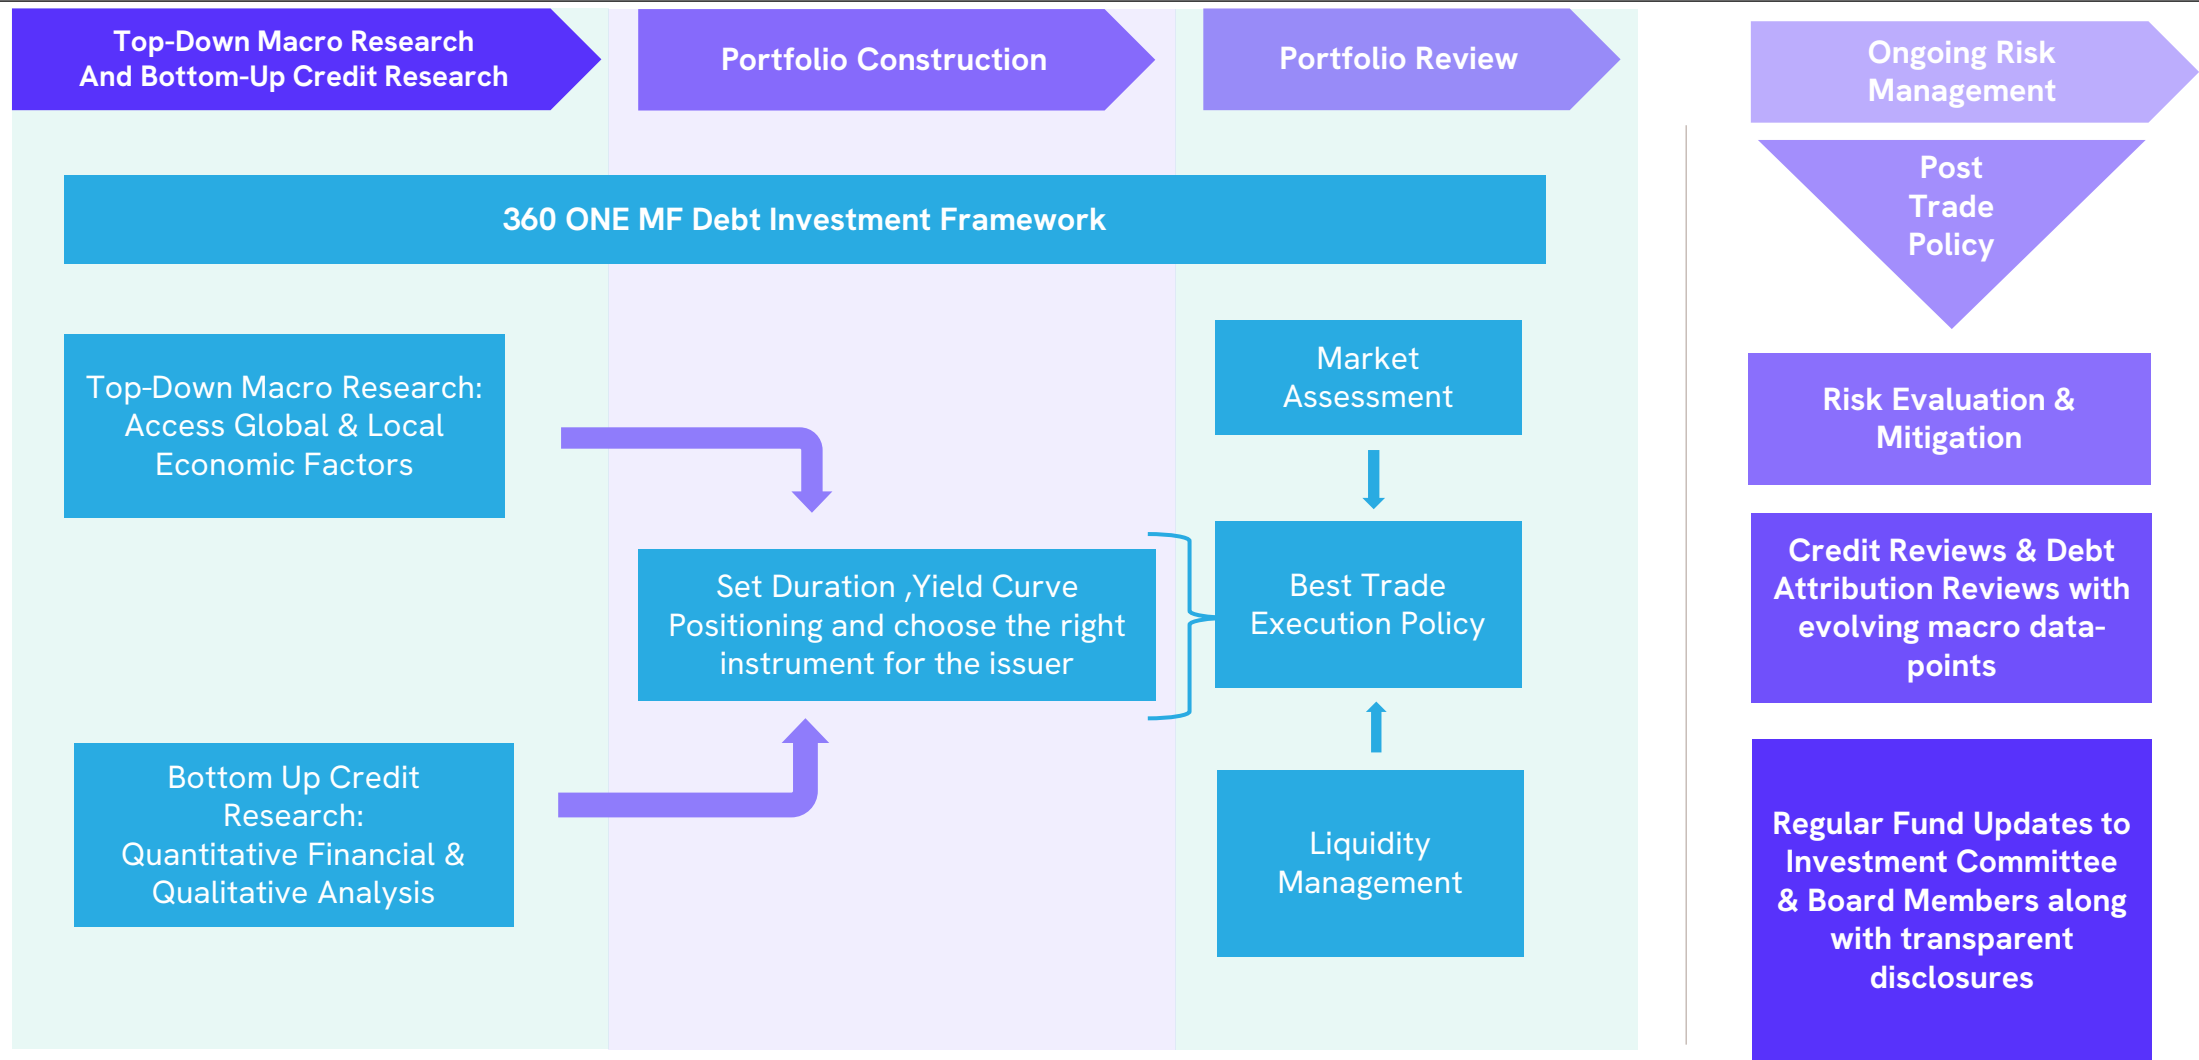 Top-Down Macro Research
And Bottom-Up Credit Research
Portfolio Construction
Portfolio Review
Ongoing Risk
Management
360 ONE MF Debt Investment Framework
Top-Down Macro Research:
Access Global & Local
Economic Factors
Bottom Up Credit
Research:
Quantitative Financial &
Qualitative Analysis
Set Duration ,Yield Curve
Positioning and choose the right
instrument for the issuer
Market
Assessment
Best Trade
Execution Policy
Liquidity
Management
Post
Trade
Policy
Risk Evaluation &
Mitigation
Credit Reviews & Debt
Attribution Reviews with
evolving macro data-
points
Regular Fund Updates to
Investment Committee
& Board Members along
with transparent
disclosures